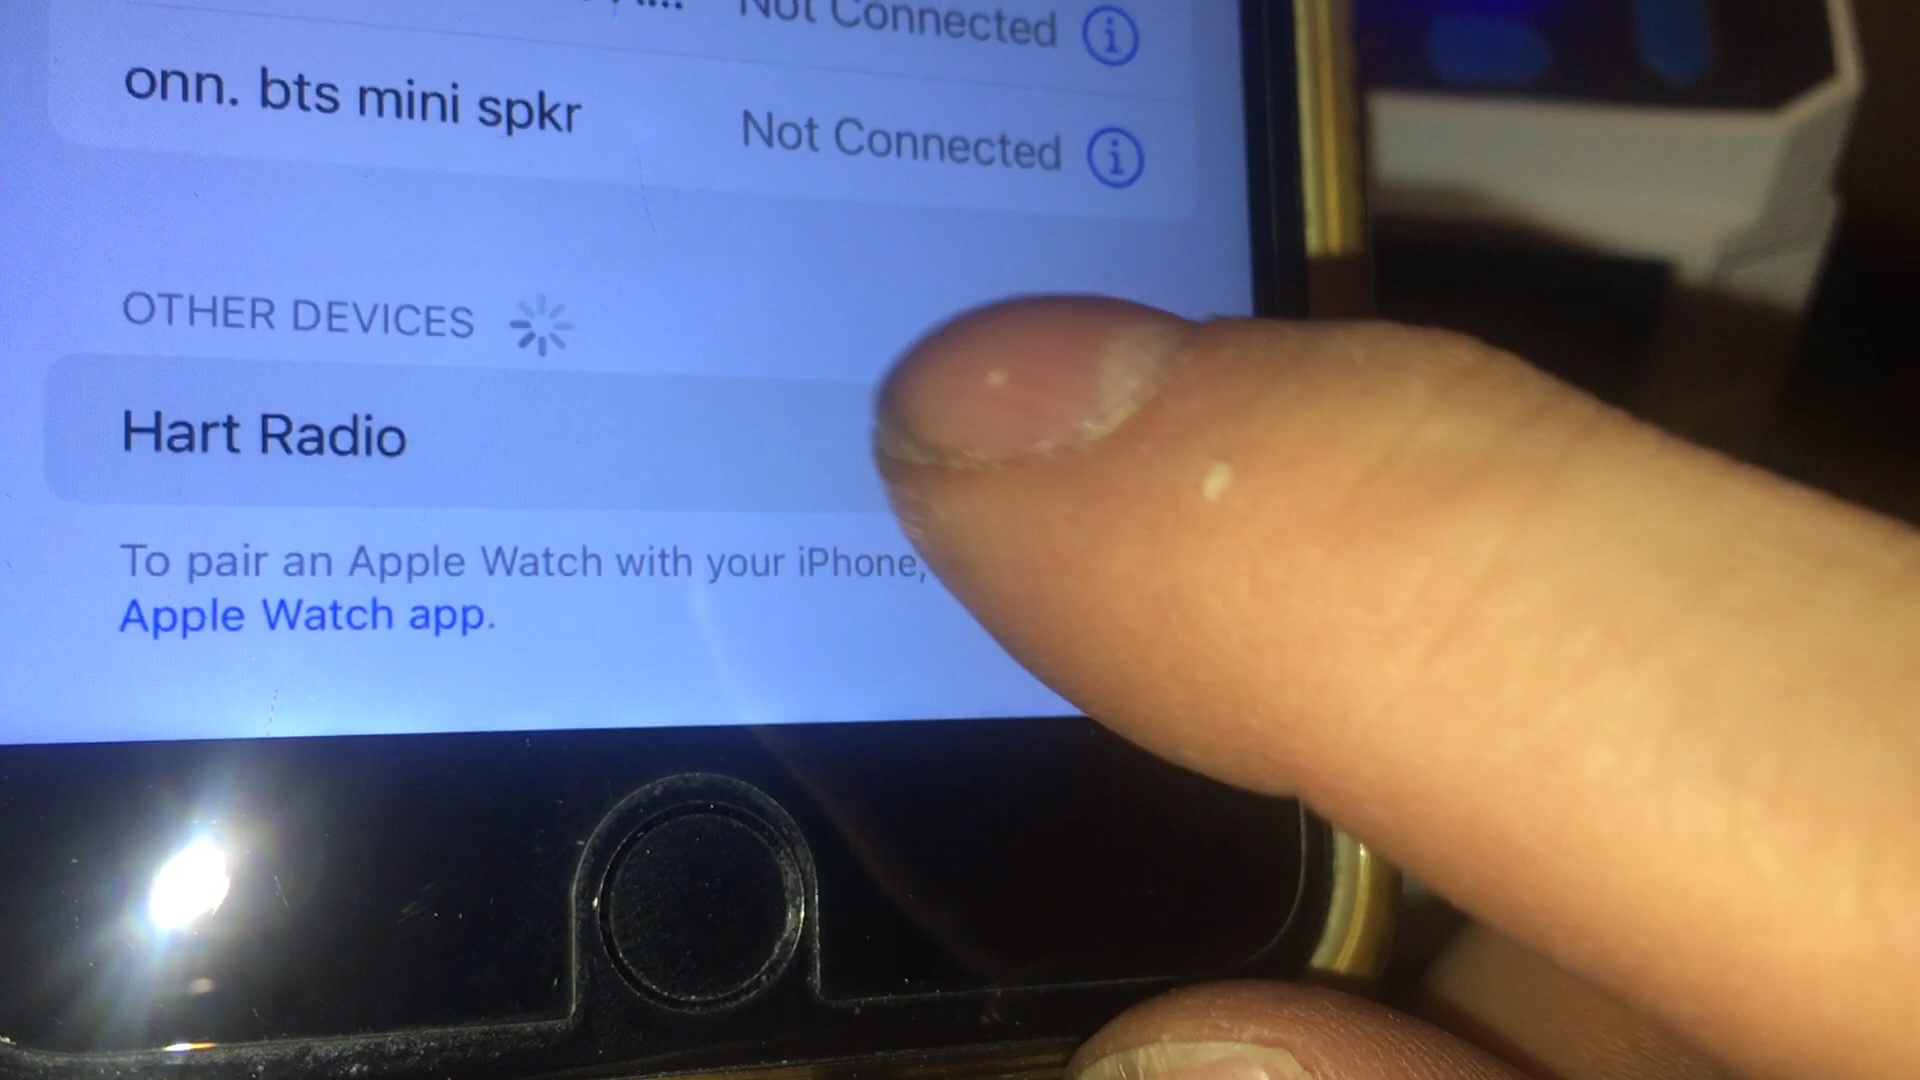 Not Connected
onn. bts mini spkr Not Connected
OTHER DEVICES
Hart Radio
To pair an Apple Watch with your iPhone,
Apple Watch app.